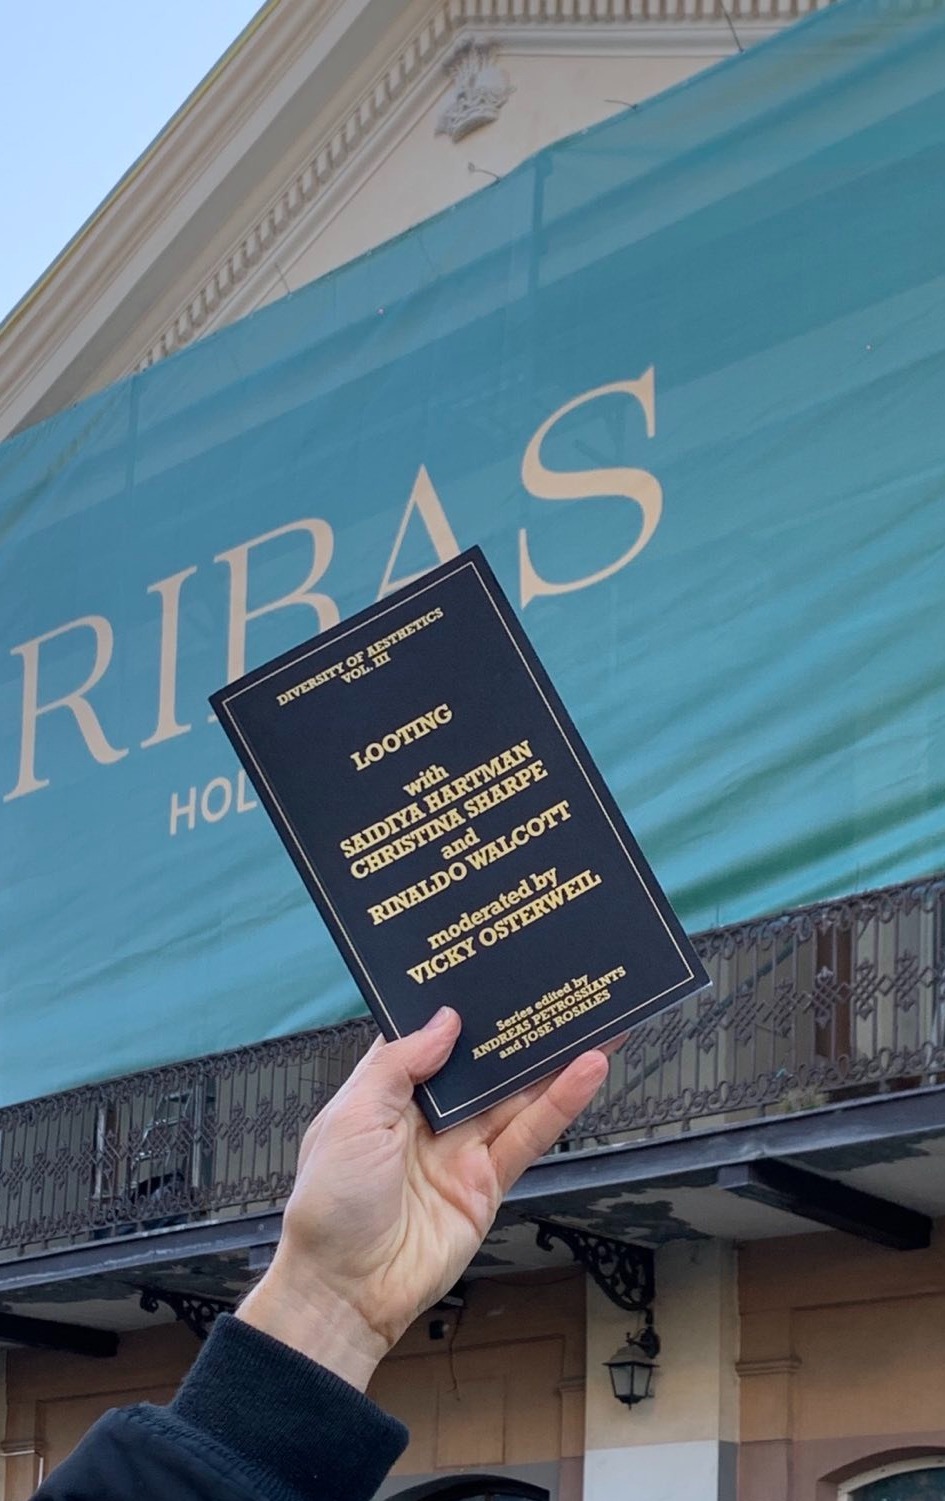 RIBAS
HOL
DIVERSITY OF AESTHETICS
VOL. III
LOOTING
with
SAIDIYA HARTMAN
CHRISTINA SHARPE
and
RINALDO WALCOTT
moderated by
VICKY OSTERWEIL
Series edited by
ANDREAS PETROSSIANTS
and JOSE ROSALES